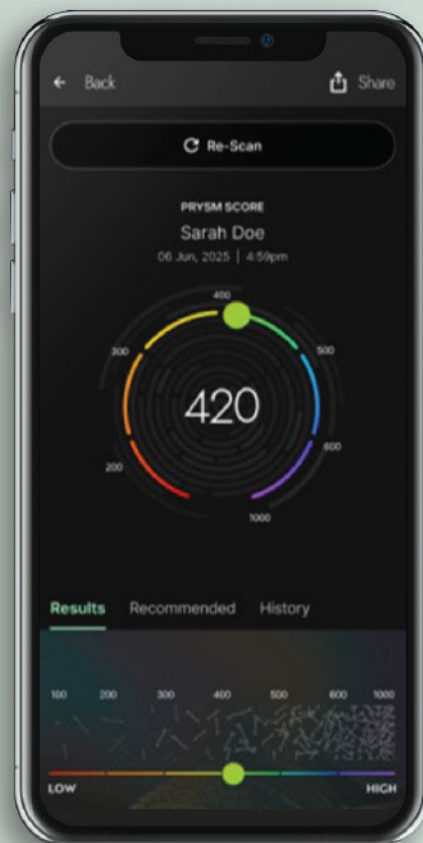 ← Back Share
Re-Scan
PRYSM SCORE
Sarah Doe
06 Jun, 2025 | 4:59pm
400
300 500
420
200 600
1000
Results Recommended History
100 200 300 400 500 600 1000
LOW HIGH